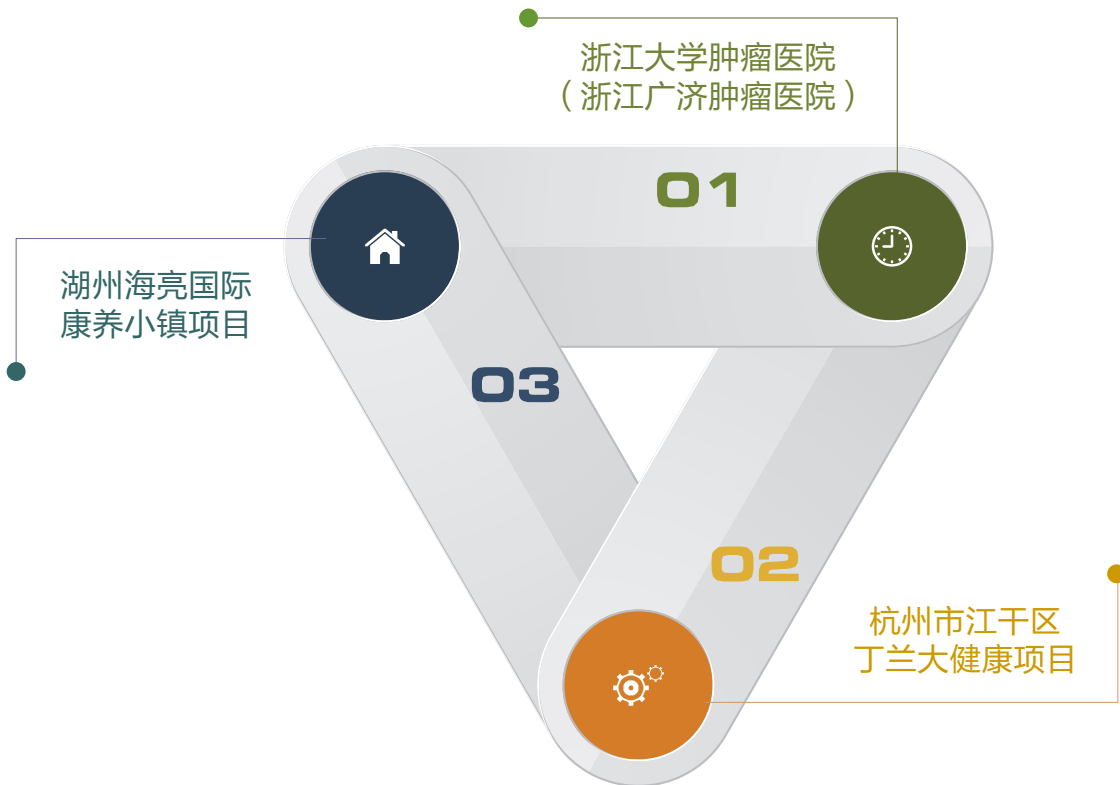 浙江大学肿瘤医院
（浙江广济肿瘤医院）
01
湖州海亮国际
康养小镇项目
03
02
杭州市江干区
丁兰大健康项目